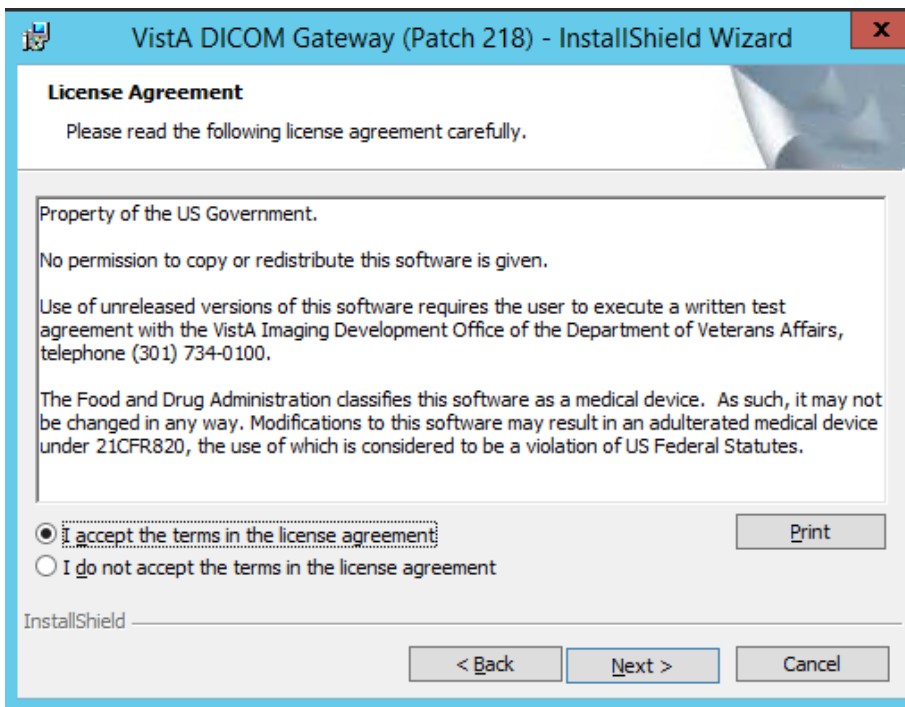 VistA DICOM Gateway (Patch 218) - InstallShield Wizard
x
License Agreement
Please read the following license agreement carefully.
Property of the US Government.
No permission to copy or redistribute this software is given.
Use of unreleased versions of this software requires the user to execute a written test
agreement with the VistA Imaging Development Office of the Department of Veterans Affairs,
telephone (301) 734-0100.
The Food and Drug Administration classifies this software as a medical device.  As such, it may not
be changed in any way. Modifications to this software may result in an adulterated medical device
under 21CFR820, the use of which is considered to be a violation of US Federal Statutes.
I accept the terms in the license agreement
Print
I do not accept the terms in the license agreement
InstallShield
< Back
Next >
Cancel